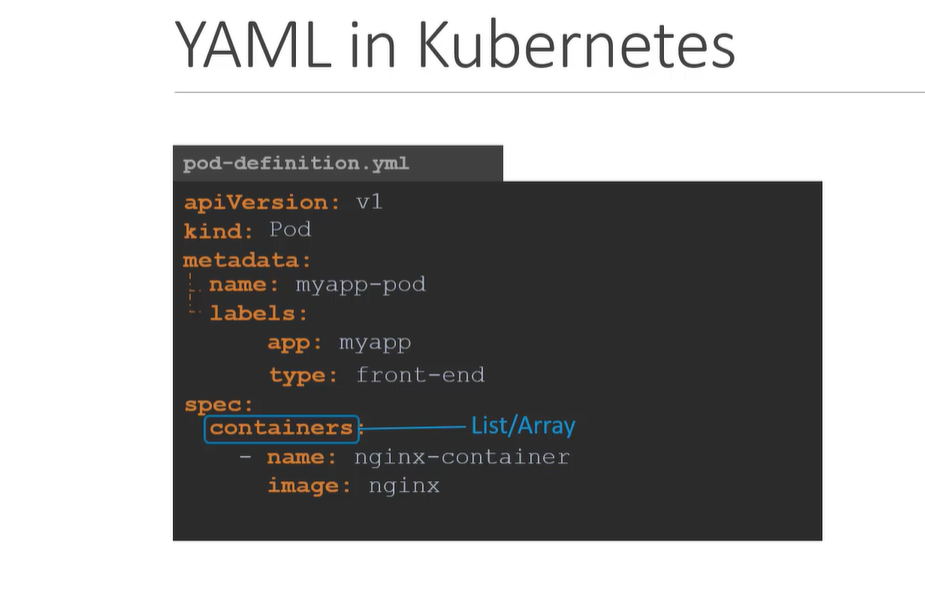 YAML in Kubernetes
pod-definition.yml
apiVersion: v1
kind: Pod
metadata:
name: myapp-pod
labels:
app: myapp
type: front-end
spec:
containers: List/Array
- name: nginx-container
image: nginx